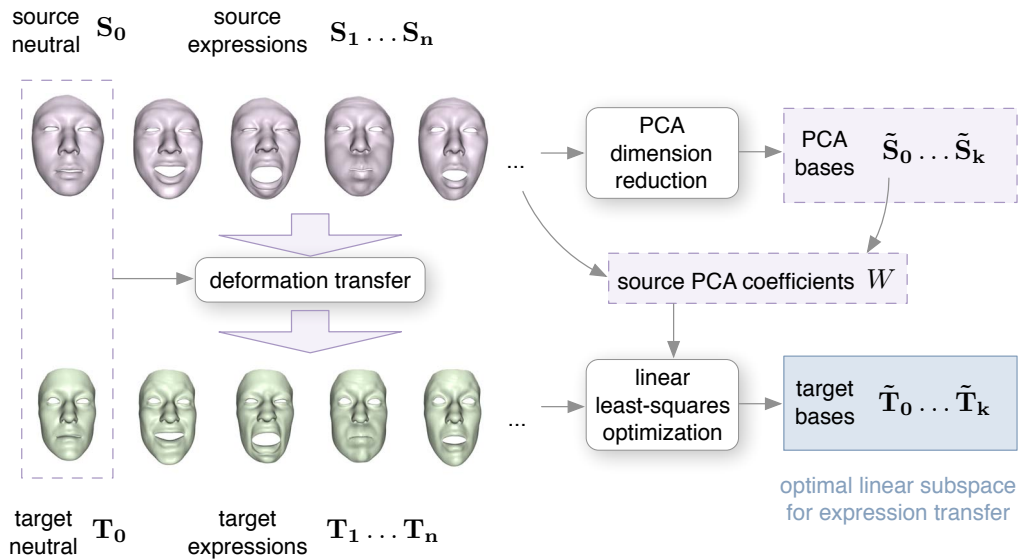 source neutral S₀
source expressions S₁ … Sₙ
...
PCA
dimension
reduction
PCA
bases
S̃₀ … S̃ₖ
deformation transfer
source PCA coefficients W
...
linear
least-squares
optimization
target
bases
T̃₀ … T̃ₖ
optimal linear subspace
for expression transfer
target neutral T₀
target expressions T₁ … Tₙ